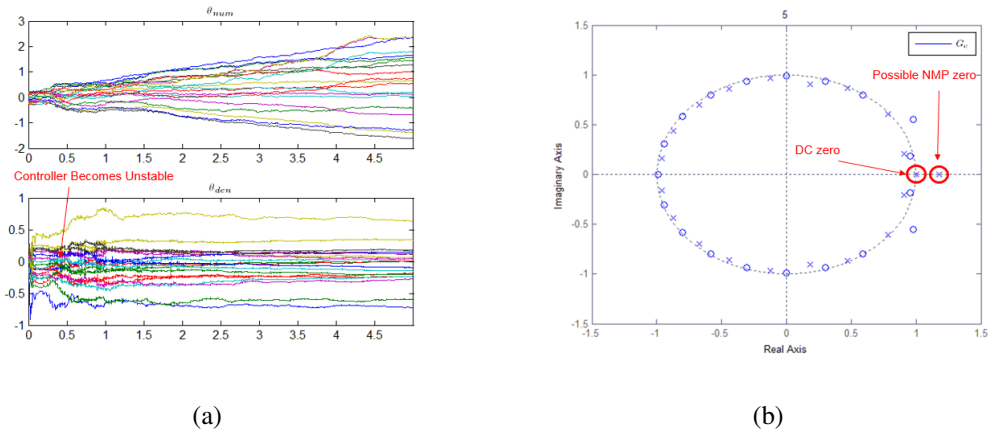 θnum
3
2
1
0
-1
-2
0 0.5 1 1.5 2 2.5 3 3.5 4 4.5
Controller Becomes Unstable
θden
1
0.5
0
-0.5
-1
0 0.5 1 1.5 2 2.5 3 3.5 4 4.5
(a)
5
Gc
Possible NMP zero
DC zero
Imaginary Axis
1.5
1
0.5
0
-0.5
-1
-1.5
-1.5 -1 -0.5 0 0.5 1 1.5
Real Axis
(b)